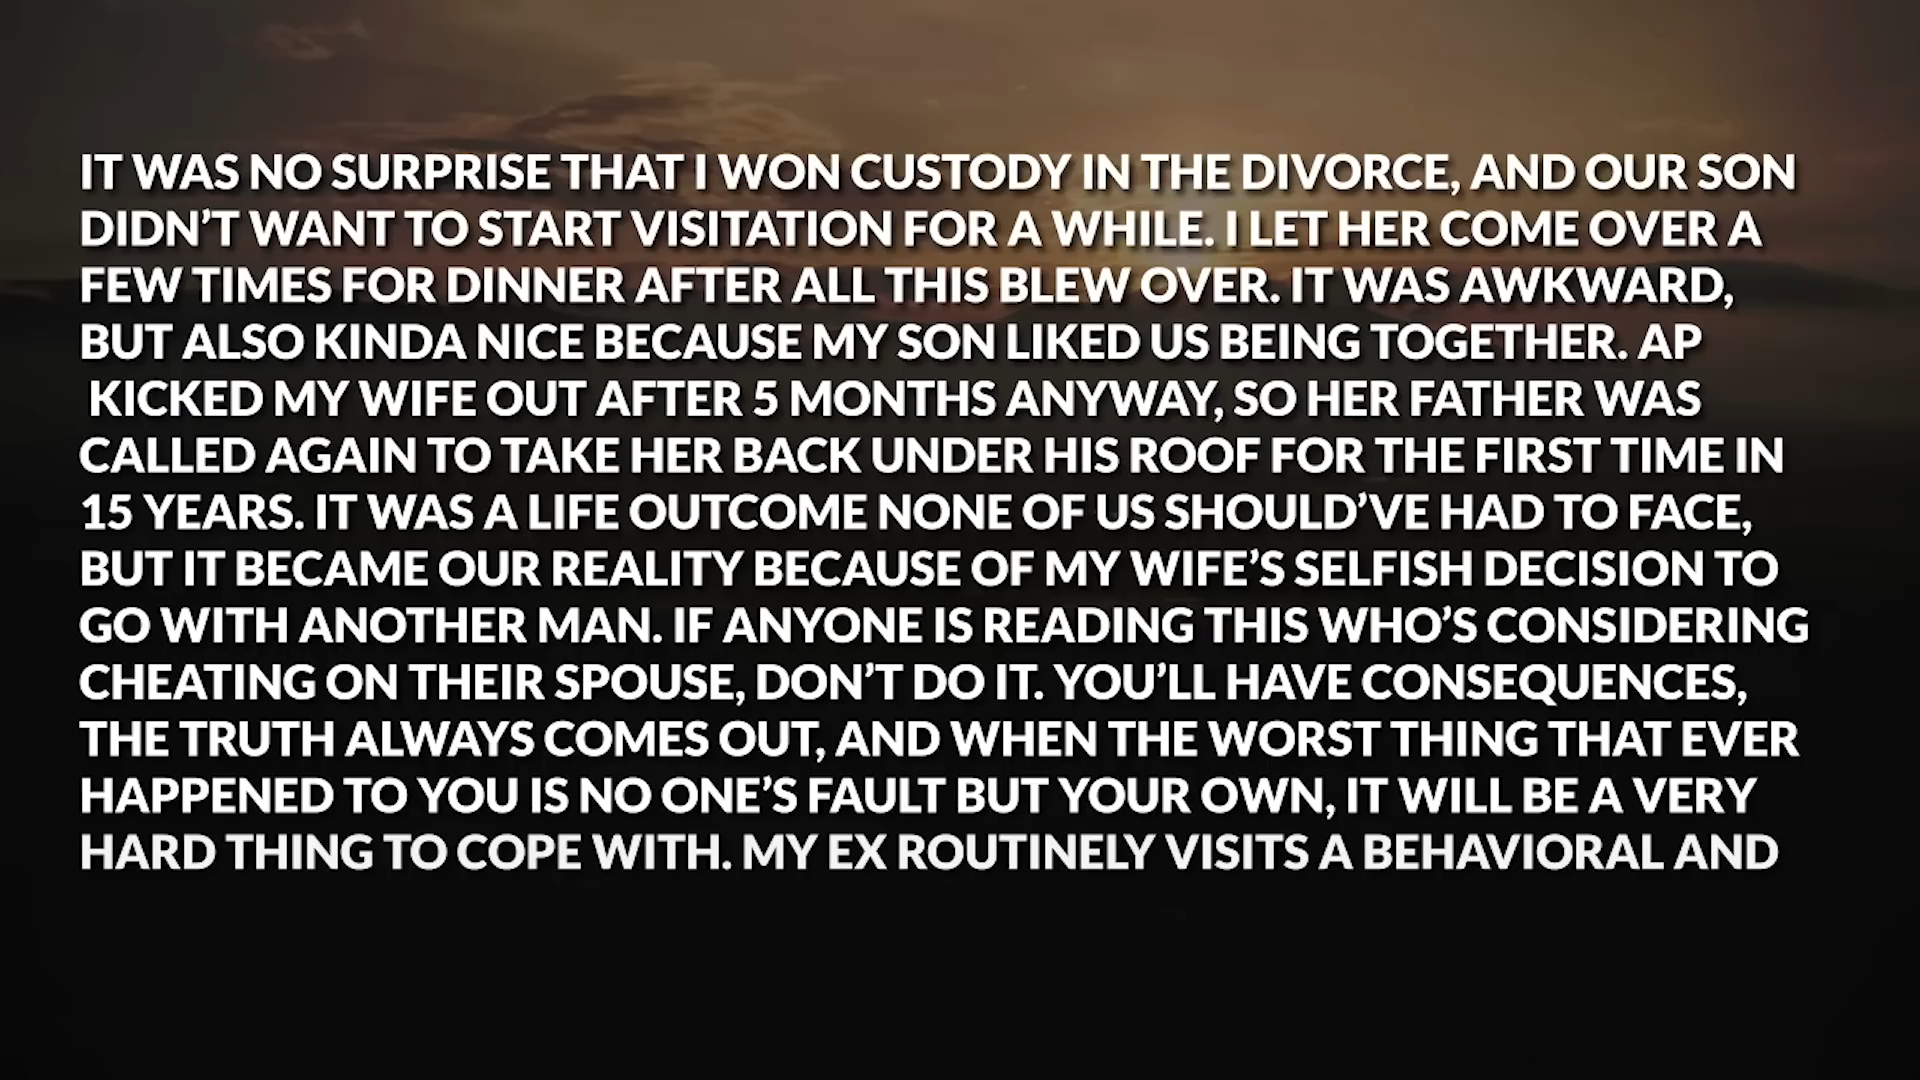 IT WAS NO SURPRISE THAT I WON CUSTODY IN THE DIVORCE, AND OUR SON
DIDN’T WANT TO START VISITATION FOR A WHILE. I LET HER COME OVER A
FEW TIMES FOR DINNER AFTER ALL THIS BLEW OVER. IT WAS AWKWARD,
BUT ALSO KINDA NICE BECAUSE MY SON LIKED US BEING TOGETHER. AP
KICKED MY WIFE OUT AFTER 5 MONTHS ANYWAY, SO HER FATHER WAS
CALLED AGAIN TO TAKE HER BACK UNDER HIS ROOF FOR THE FIRST TIME IN
15 YEARS. IT WAS A LIFE OUTCOME NONE OF US SHOULD’VE HAD TO FACE,
BUT IT BECAME OUR REALITY BECAUSE OF MY WIFE’S SELFISH DECISION TO
GO WITH ANOTHER MAN. IF ANYONE IS READING THIS WHO’S CONSIDERING
CHEATING ON THEIR SPOUSE, DON’T DO IT. YOU’LL HAVE CONSEQUENCES,
THE TRUTH ALWAYS COMES OUT, AND WHEN THE WORST THING THAT EVER
HAPPENED TO YOU IS NO ONE’S FAULT BUT YOUR OWN, IT WILL BE A VERY
HARD THING TO COPE WITH. MY EX ROUTINELY VISITS A BEHAVIORAL AND